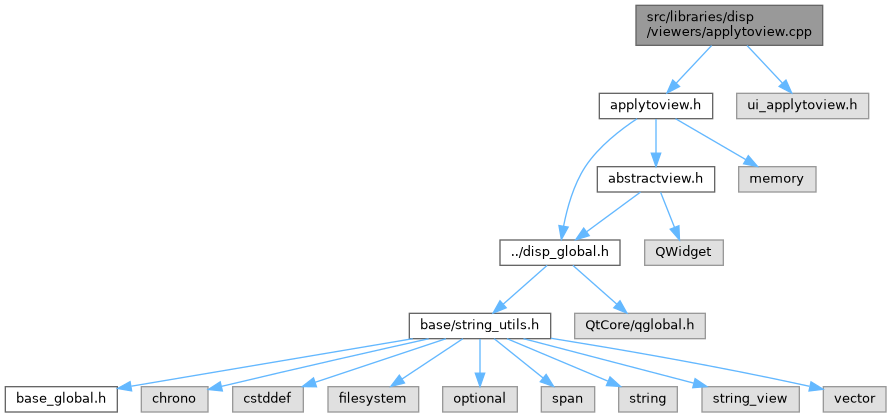 src/libraries/disp
/viewers/applytoview.cpp
applytoview.h
ui_applytoview.h
abstractview.h
memory
../disp_global.h
QWidget
base/string_utils.h
QtCore/qglobal.h
base_global.h
chrono
cstddef
filesystem
optional
span
string
string_view
vector